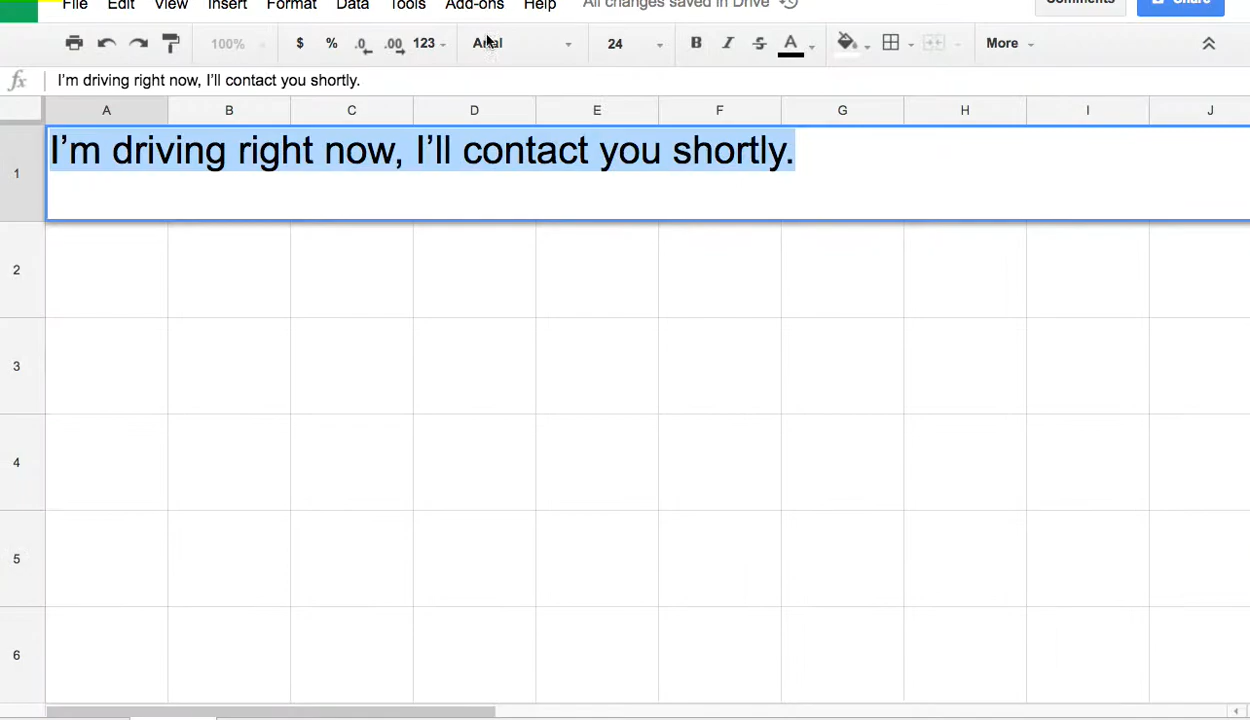 File Edit View Insert Format Data Tools Add-ons Help All changes saved in Drive Comments Share
100% $ % .0 .00 123 Arial 24 B I S A More
fx I’m driving right now, I’ll contact you shortly.
A B C D E F G H I J
1 I’m driving right now, I’ll contact you shortly.
2
3
4
5
6